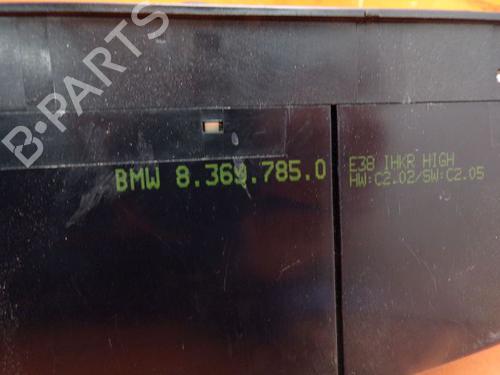 B-PARTS
BMW 8.369.785.0
E38 IHKR HIGH
HW:C2.02/SW:C2.05